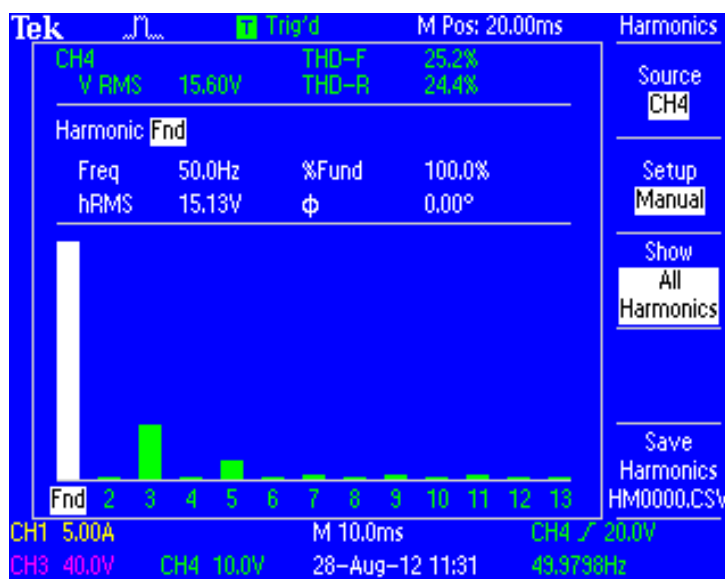 Tek T Trig'd M Pos: 20.00ms Harmonics
CH4 THD-F 25.2%
V RMS 15.60V THD-R 24.4%
Source
CH4
Harmonic Fnd
Freq 50.0Hz %Fund 100.0%
hRMS 15.13V ϕ 0.00°
Setup
Manual
Show
All
Harmonics
Save
Harmonics
HM0000.CSV
Fnd 2 3 4 5 6 7 8 9 10 11 12 13
CH1 5.00A M 10.0ms CH4 20.0V
CH3 40.0V CH4 10.0V 28-Aug-12 11:31 49.9798Hz